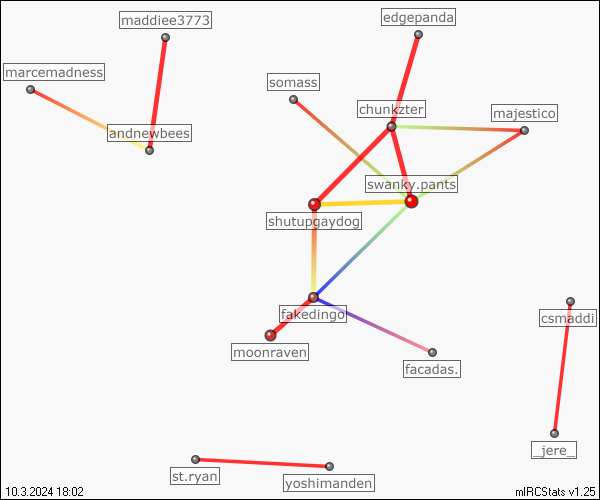 edgepanda
maddiee3773
marcemadness
somass
chunkzter
majestico
andnewbees
swanky.pants
shutupgaydog
fakedingo
csmaddi
moonraven
facadas.
_jere_
st.ryan
yoshimanden
10.3.2024 18:02
mIRCStats v1.25